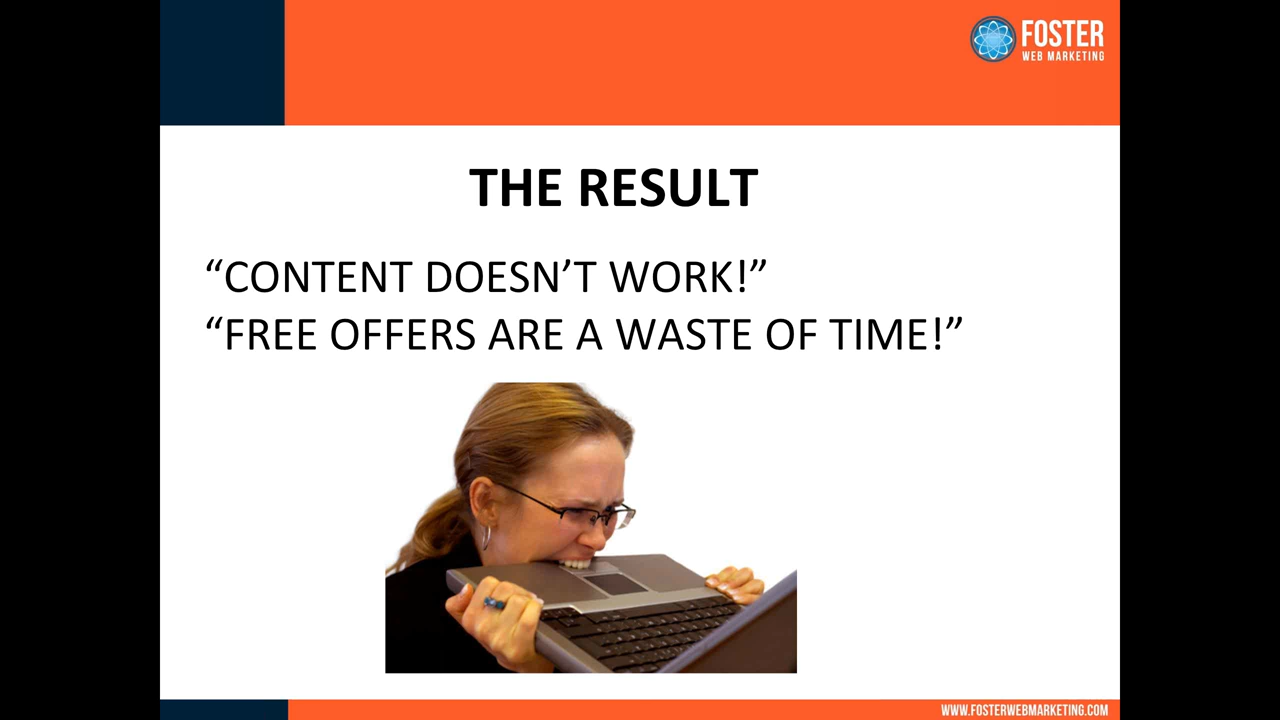 FOSTER
WEB MARKETING
THE RESULT
“CONTENT DOESN’T WORK!”
“FREE OFFERS ARE A WASTE OF TIME!”
WWW.FOSTERWEBMARKETING.COM